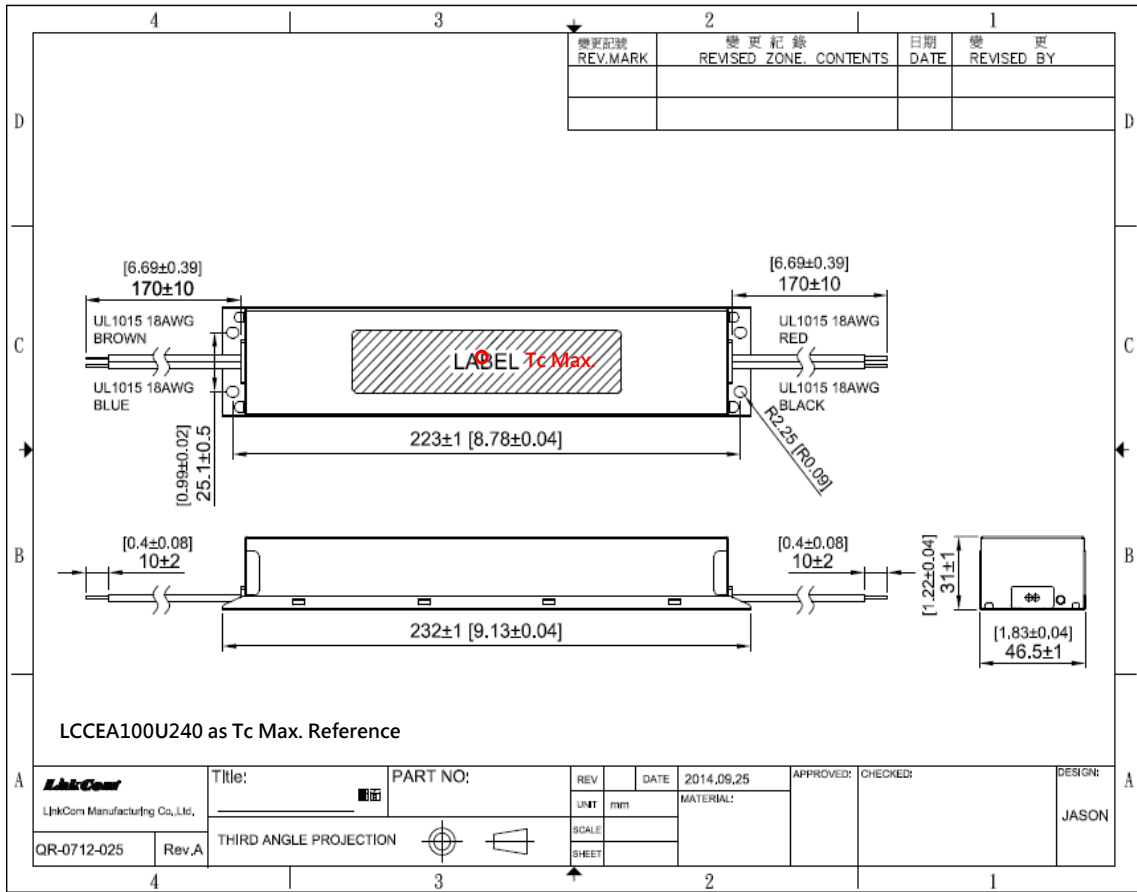 4 3 2 1
變更記號 變 更 紀 錄 日期 變 更
REV.MARK REVISED ZONE. CONTENTS DATE REVISED BY
D D
[6.69±0.39] [6.69±0.39]
170±10 170±10
UL1015 18AWG UL1015 18AWG
BROWN RED
C C
LABEL Tc Max.
UL1015 18AWG UL1015 18AWG
BLUE BLACK
R2.25 [R0.09]
223±1 [8.78±0.04]
[0.99±0.02]
25.1±0.5
B B
[0.4±0.08] [0.4±0.08]
10±2 10±2
[1.22±0.04]
31±1
232±1 [9.13±0.04]
[1.83±0.04]
46.5±1
LCCEA100U240 as Tc Max. Reference
A A
LinkCom
LinkCom Manufacturing Co.,Ltd.
QR-0712-025 Rev.A
Title:
PART NO:
THIRD ANGLE PROJECTION
REV DATE 2014.09.25
UNIT mm MATERIAL:
SCALE
SHEET
APPROVED: CHECKED: DESIGN:
JASON
4 3 2 1